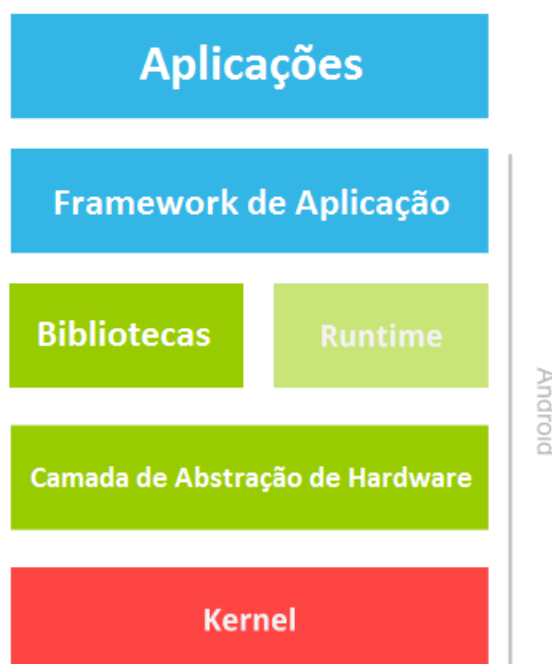 Aplicações
Framework de Aplicação
Bibliotecas
Runtime
Camada de Abstração de Hardware
Kernel
Android